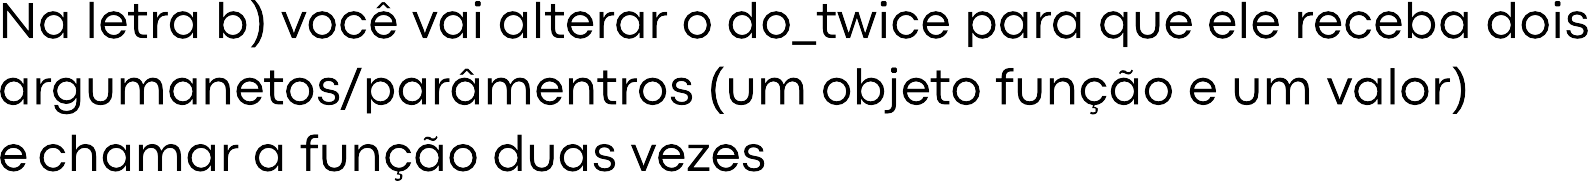 Na letra b) você vai alterar o do_twice para que ele receba dois
argumanetos/parâmentros (um objeto função e um valor)
e chamar a função duas vezes